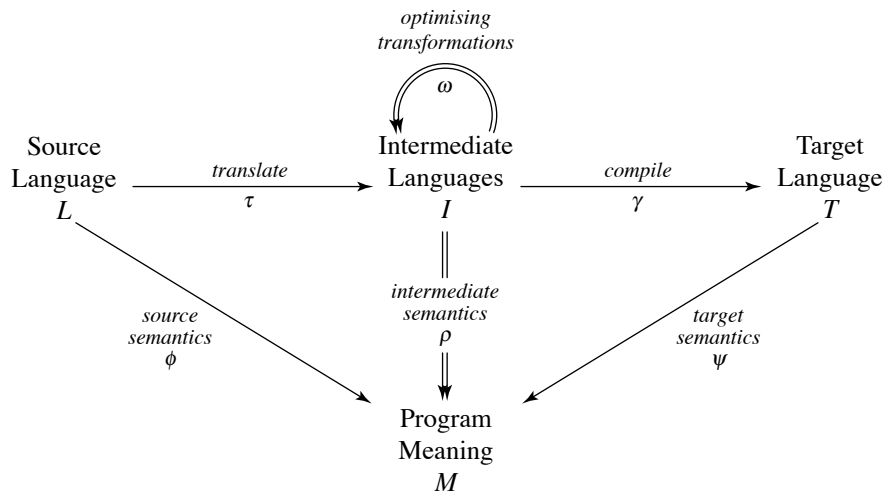 optimising
transformations
ω
Source
Language
L
translate
τ
Intermediate
Languages
I
compile
γ
Target
Language
T
source
semantics
ϕ
intermediate
semantics
ρ
target
semantics
ψ
Program
Meaning
M